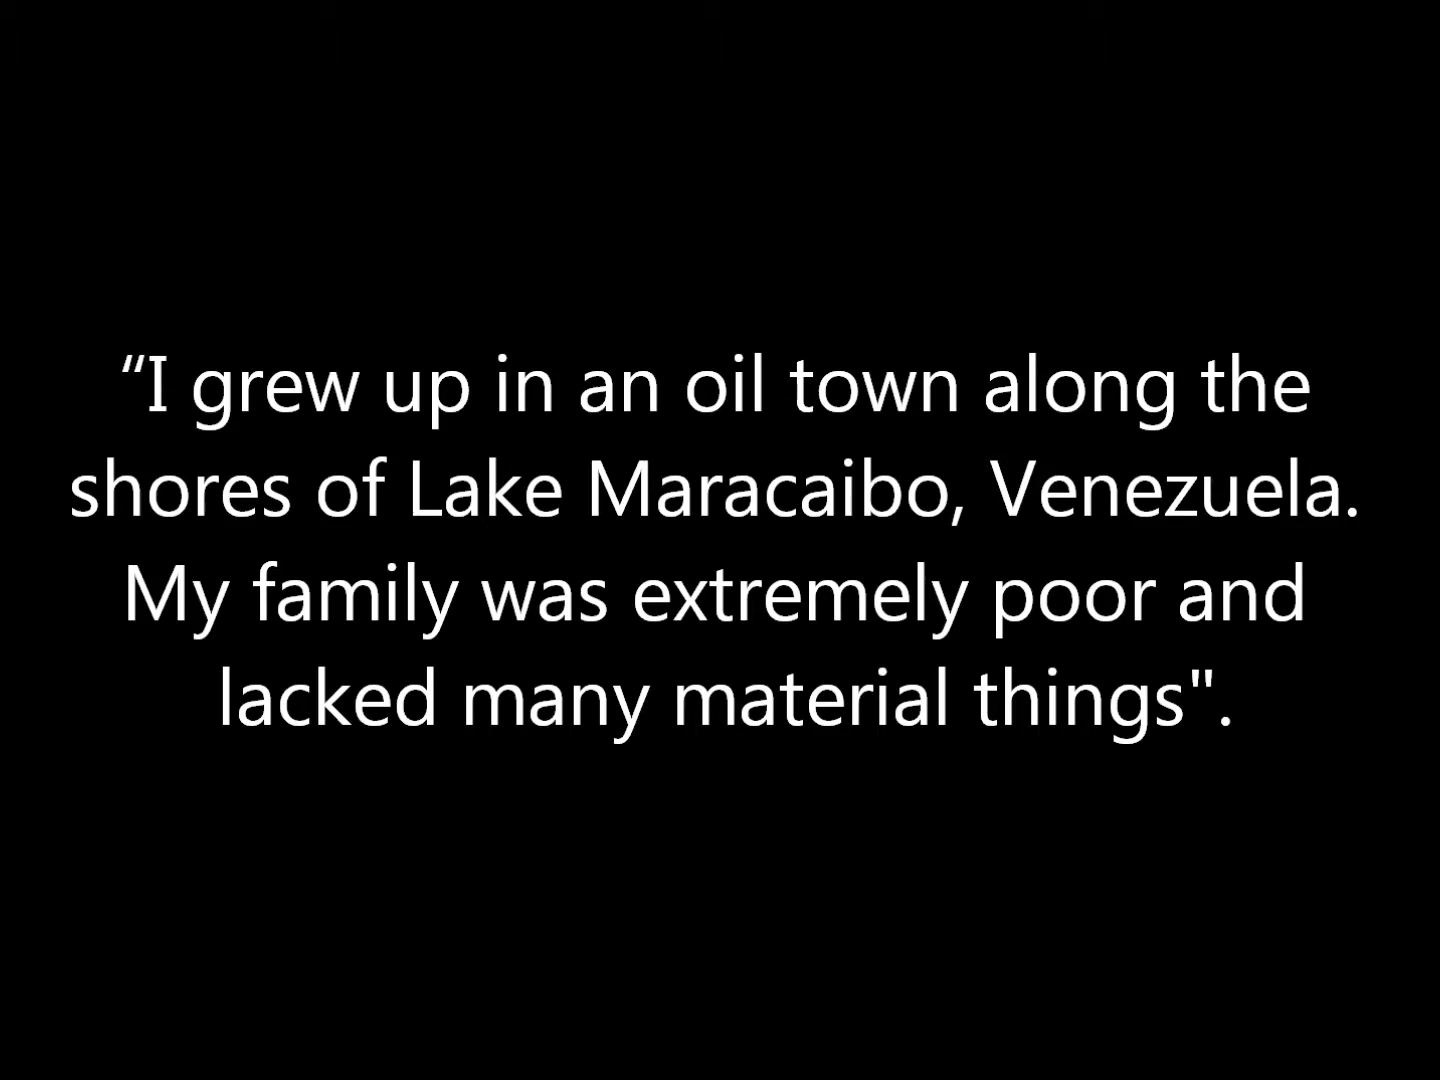 “I grew up in an oil town along the
shores of Lake Maracaibo, Venezuela.
My family was extremely poor and
lacked many material things".